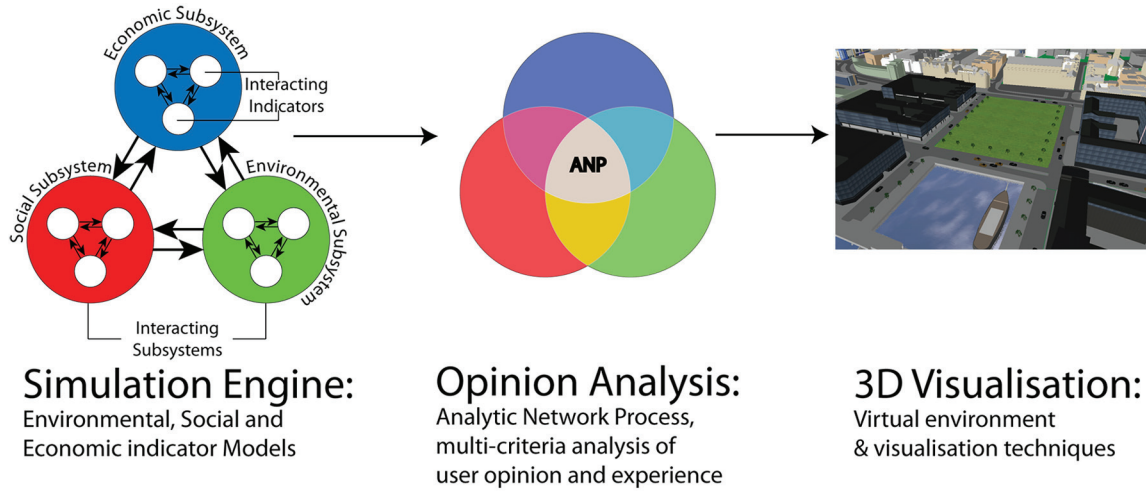 Economic Subsystem
Interacting
Indicators
Social Subsystem
Environmental Subsystem
Interacting
Subsystems
ANP
Simulation Engine:
Environmental, Social and
Economic indicator Models
Opinion Analysis:
Analytic Network Process,
multi-criteria analysis of
user opinion and experience
3D Visualisation:
Virtual environment
& visualisation techniques